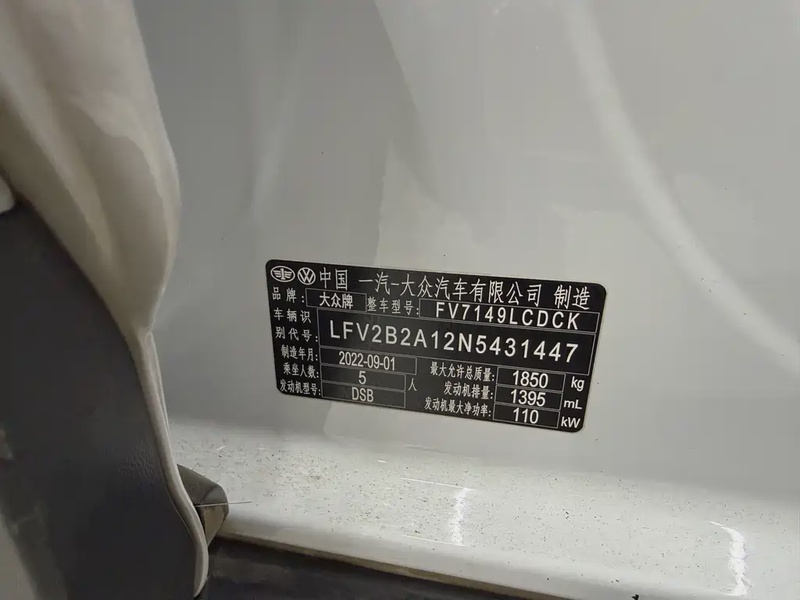 中国 一汽-大众汽车有限公司 制造
品牌: 大众牌 整车型号: FV7149LCDCK
车辆识别代号: LFV2B2A12N5431447
制造年月: 2022-09-01 最大允许总质量: 1850 kg
乘坐人数: 5 人 发动机排量: 1395 mL
发动机型号: DSB 发动机最大净功率: 110 kW